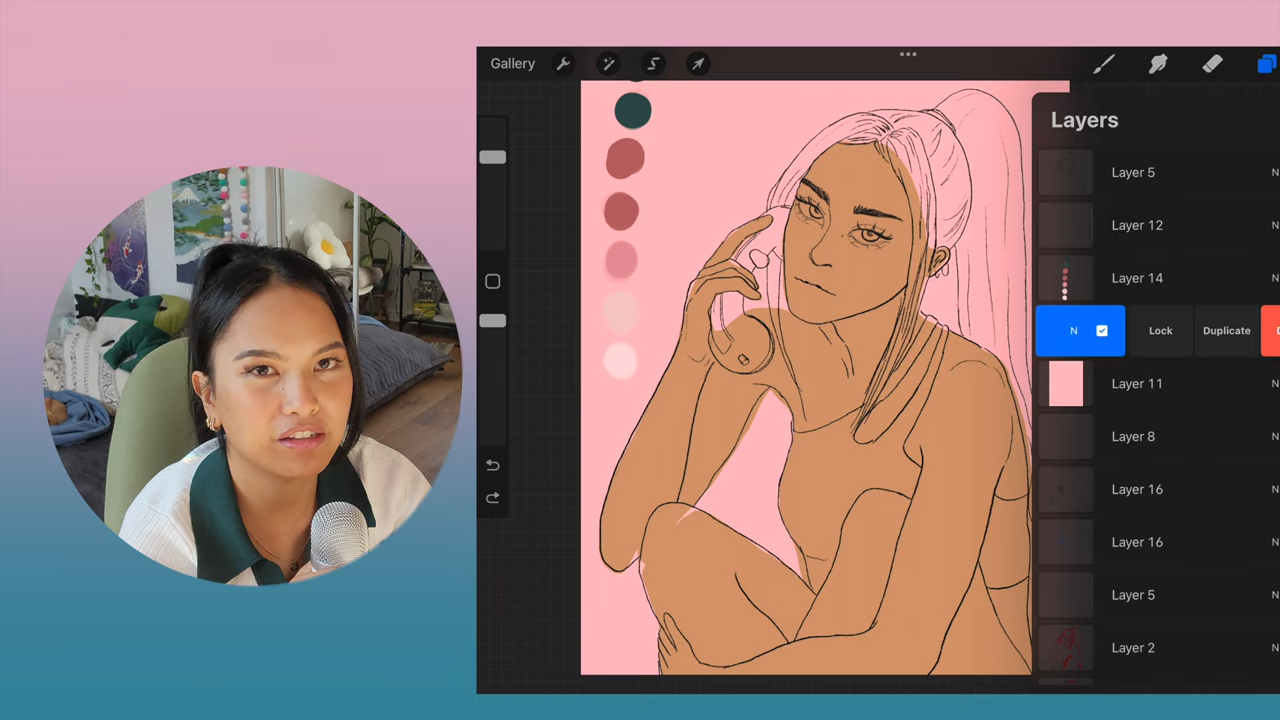 Gallery
Layers
Layer 5 N
Layer 12 N
Layer 14 N
N Lock Duplicate D
Layer 11 N
Layer 8 N
Layer 16 N
Layer 16 N
Layer 5 N
Layer 2 N